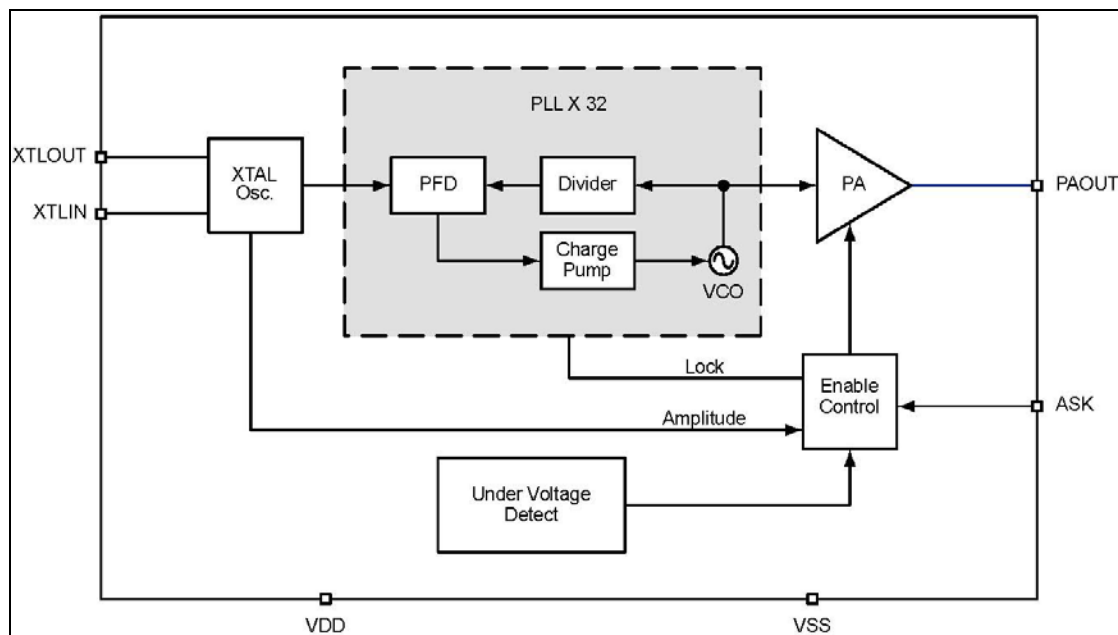 PLL X 32
XTLOUT
XTLIN
XTAL
Osc.
PFD
Divider
PA
PAOUT
Charge
Pump
VCO
Lock
Enable
Control
ASK
Amplitude
Under Voltage
Detect
VDD
VSS